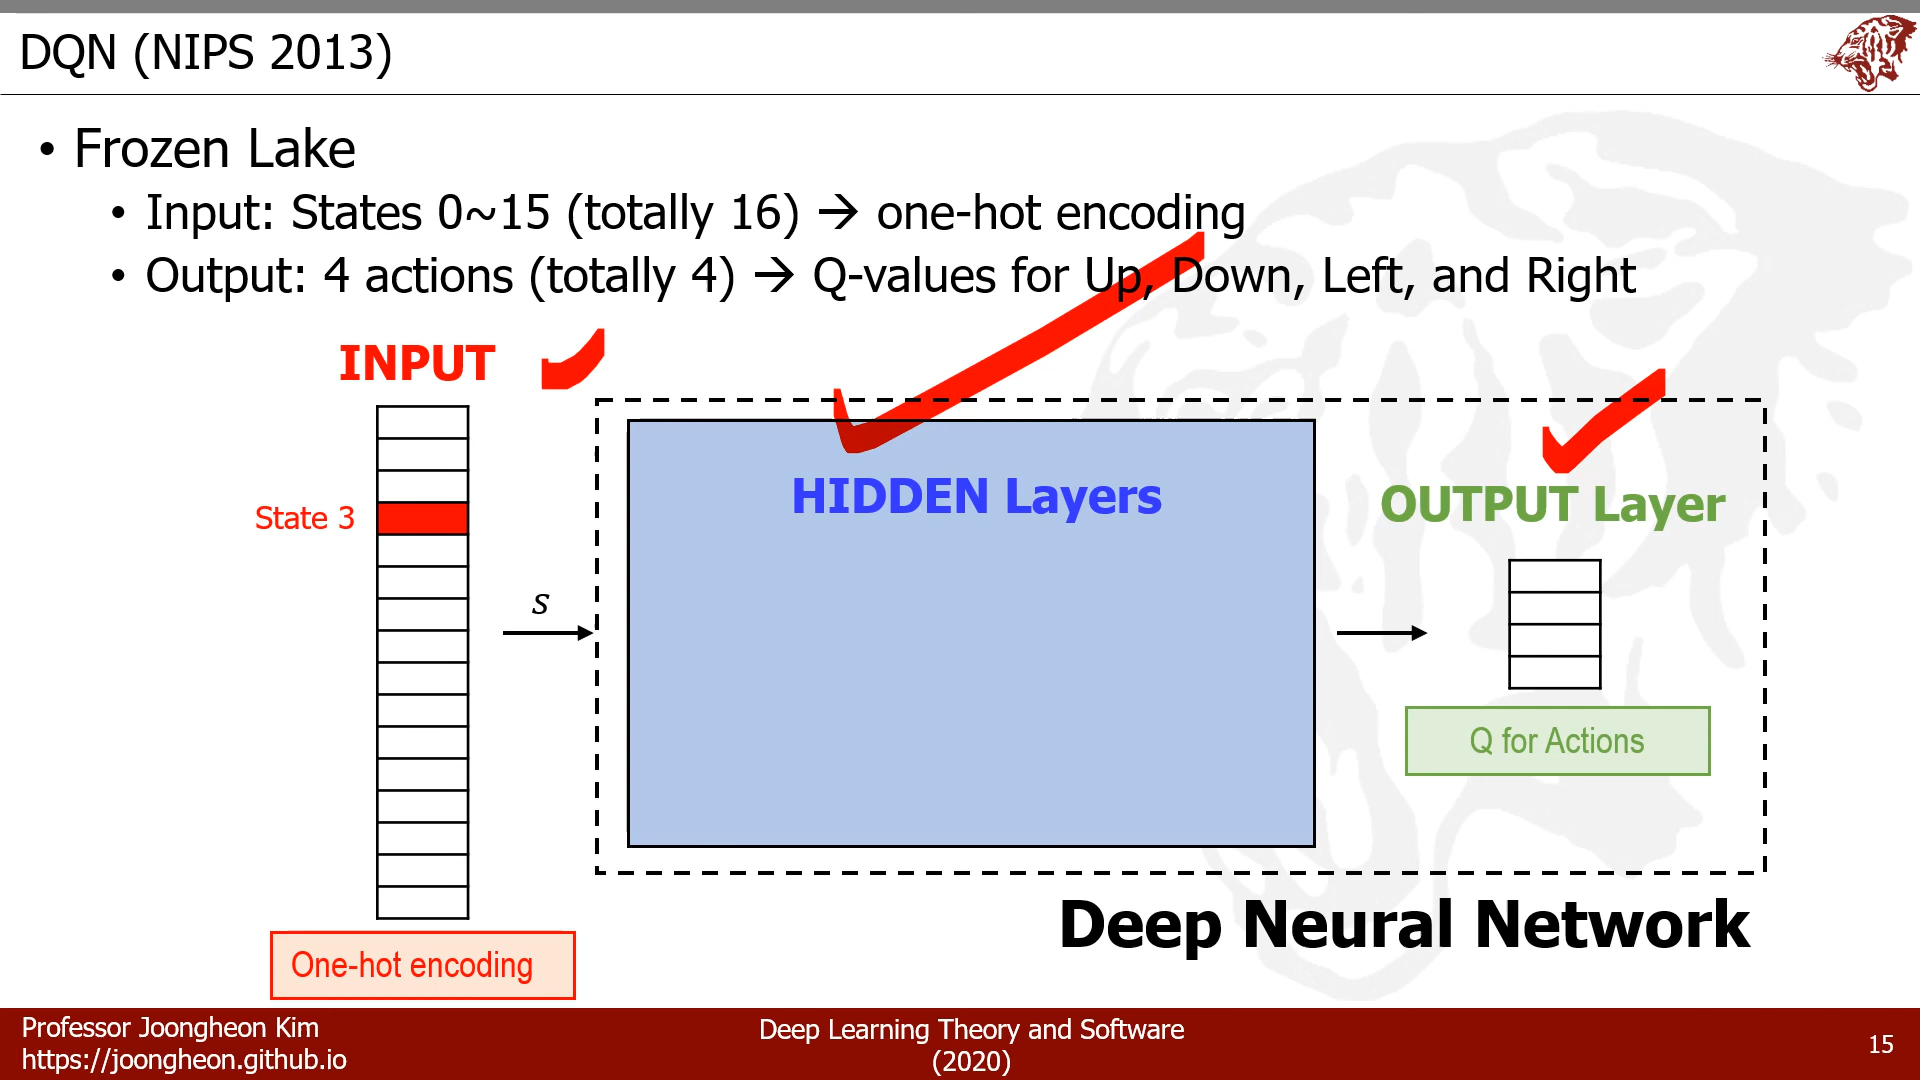 DQN (NIPS 2013)
• Frozen Lake
• Input: States 0~15 (totally 16) → one-hot encoding
• Output: 4 actions (totally 4) → Q-values for Up, Down, Left, and Right
INPUT
HIDDEN Layers
OUTPUT Layer
State 3
s
Q for Actions
Deep Neural Network
One-hot encoding
Professor Joongheon Kim
https://joongheon.github.io
Deep Learning Theory and Software
(2020)
15